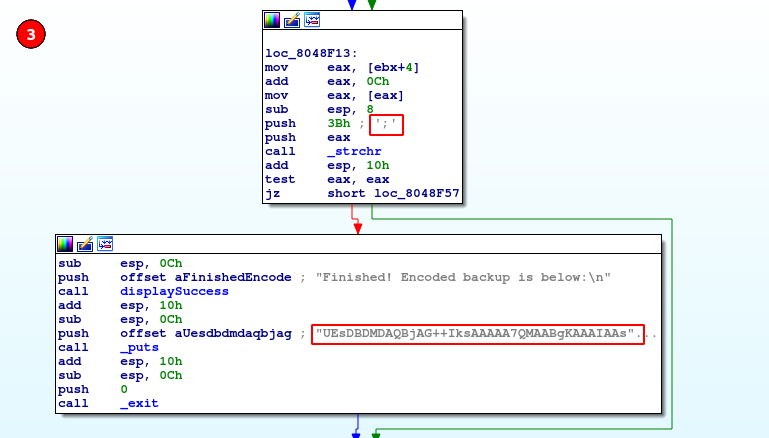 3
loc_8048F13:
mov eax, [ebx+4]
add eax, 0Ch
mov eax, [eax]
sub esp, 8
push 3Bh ; ';'
push eax
call _strchr
add esp, 10h
test eax, eax
jz short loc_8048F57
sub esp, 0Ch
push offset aFinishedEncode ; "Finished! Encoded backup is below:\n"
call displaySuccess
add esp, 10h
sub esp, 0Ch
push offset aUesdbdmdaqbjag ; "UEsDBDMDAQBjAG++IksAAAAA7QMAABgKAAAIAAs"...
call _puts
add esp, 10h
sub esp, 0Ch
push 0
call _exit